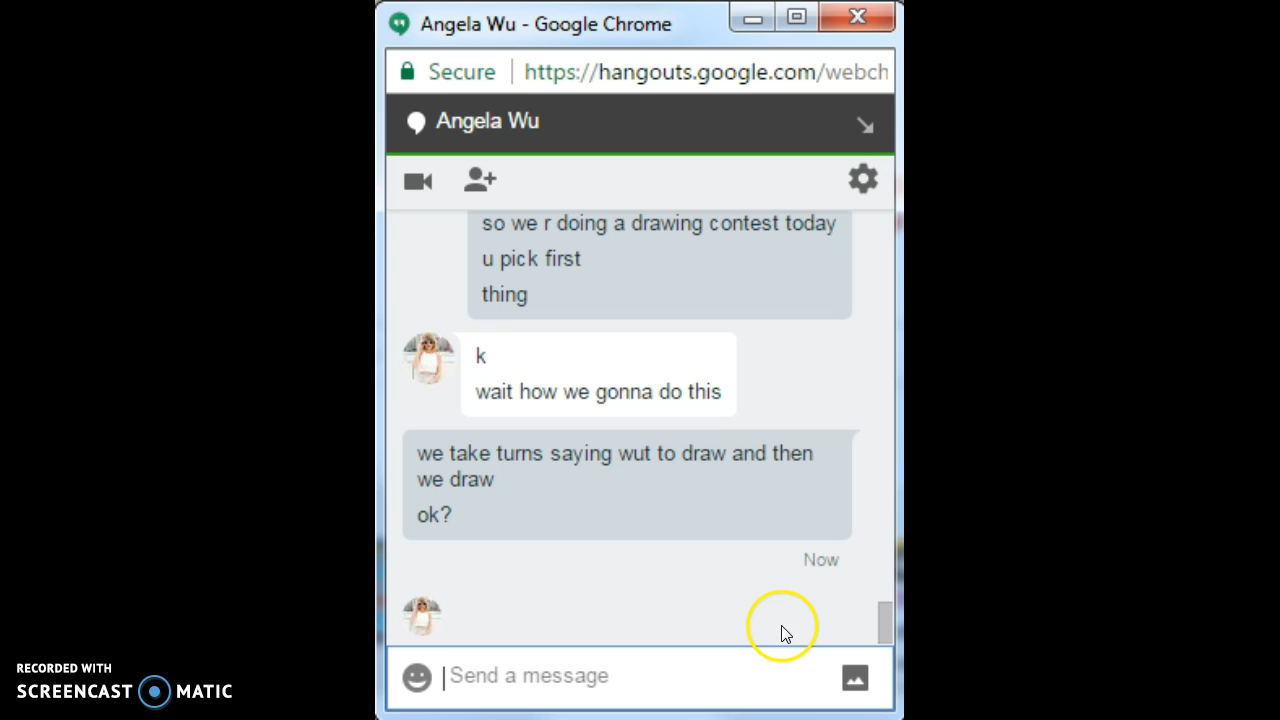 Angela Wu - Google Chrome
Secure https://hangouts.google.com/webch
Angela Wu
so we r doing a drawing contest today
u pick first
thing
k
wait how we gonna do this
we take turns saying wut to draw and then
we draw
ok?
Now
Send a message
RECORDED WITH
SCREENCAST MATIC